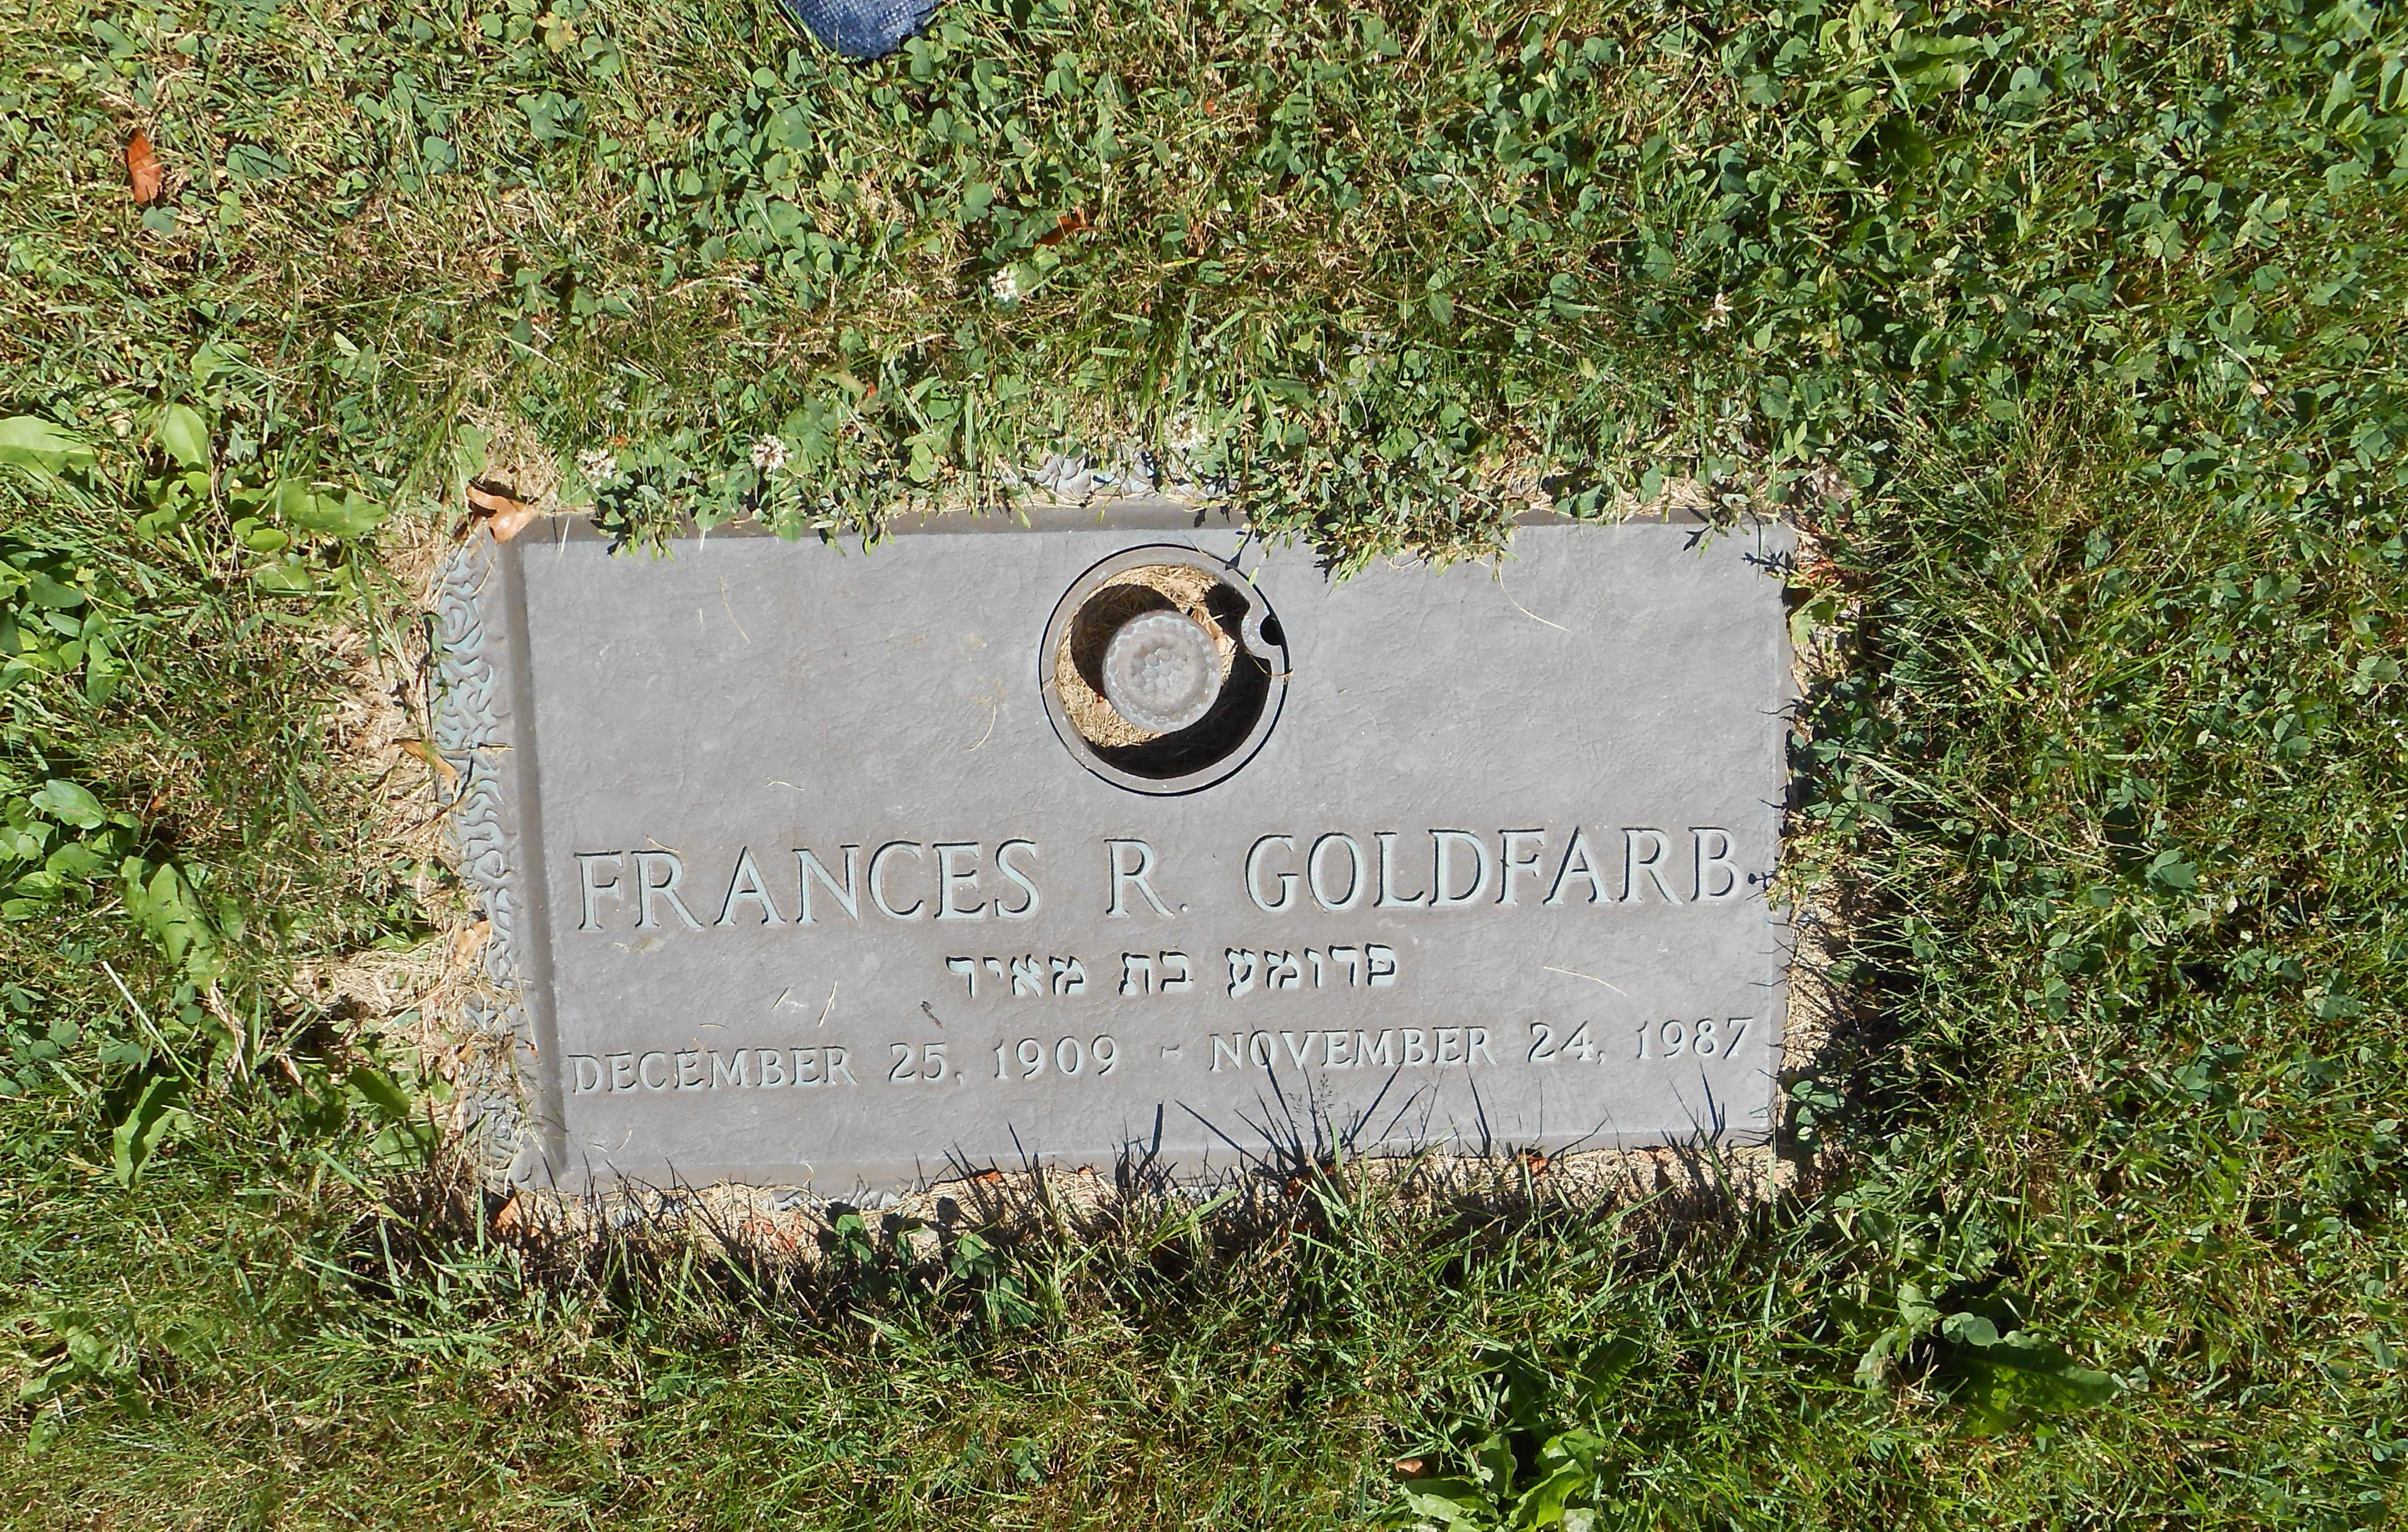 FRANCES R. GOLDFARB
פרומע בת מאיר
DECEMBER 25, 1909 - NOVEMBER 24, 1987